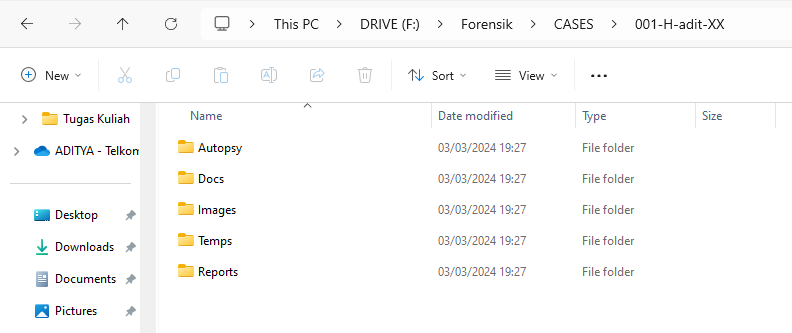 This PC > DRIVE (F:) > Forensik > CASES > 001-H-adit-XX
New Sort View ...
Name Date modified Type Size
Tugas Kuliah
ADITYA - Telkom
Desktop
Downloads
Documents
Pictures
Autopsy 03/03/2024 19:27 File folder
Docs 03/03/2024 19:27 File folder
Images 03/03/2024 19:27 File folder
Temps 03/03/2024 19:27 File folder
Reports 03/03/2024 19:27 File folder